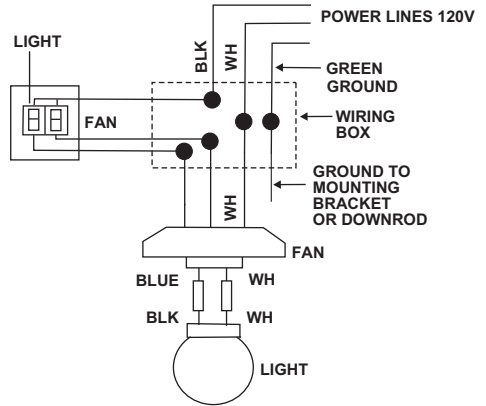 POWER LINES 120V
LIGHT
BLK
WH
GREEN
GROUND
FAN
WIRING
BOX
GROUND TO
MOUNTING
BRACKET
OR DOWNROD
WH
FAN
BLUE
WH
BLK
WH
LIGHT